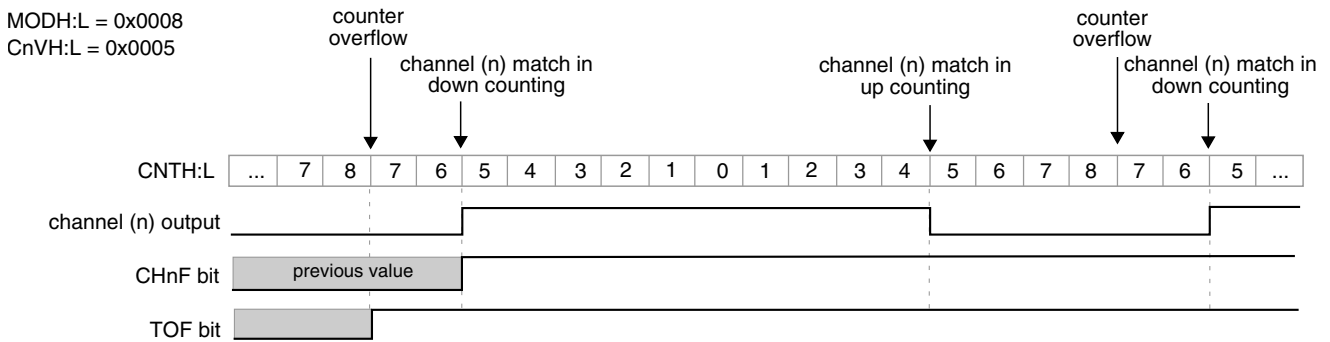 MODH:L = 0x0008
CnVH:L = 0x0005
counter
overflow
channel (n) match in
down counting
channel (n) match in
up counting
counter
overflow
channel (n) match in
down counting
CNTH:L ... 7 8 7 6 5 4 3 2 1 0 1 2 3 4 5 6 7 8 7 6 5 ...
channel (n) output
CHnF bit previous value
TOF bit